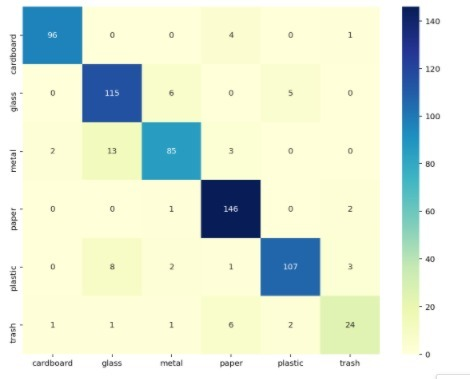 cardboard 96 0 0 4 0 1
glass 0 115 6 0 5 0
metal 2 13 85 3 0 0
paper 0 0 1 146 0 2
plastic 0 8 2 1 107 3
trash 1 1 1 6 2 24
cardboard glass metal paper plastic trash
140
120
100
80
60
40
20
0